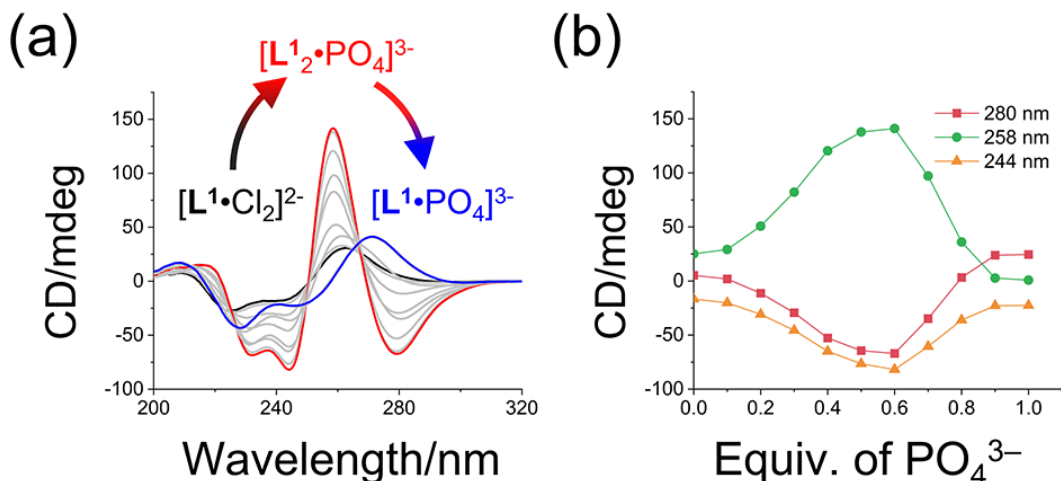 (a)
[L¹₂•PO₄]³⁻
[L¹•Cl₂]²⁻
[L¹•PO₄]³⁻
CD/mdeg
150
100
50
0
-50
-100
200
240
280
320
Wavelength/nm
(b)
280 nm
258 nm
244 nm
CD/mdeg
150
100
50
0
-50
-100
0.0
0.2
0.4
0.6
0.8
1.0
Equiv. of PO₄³⁻